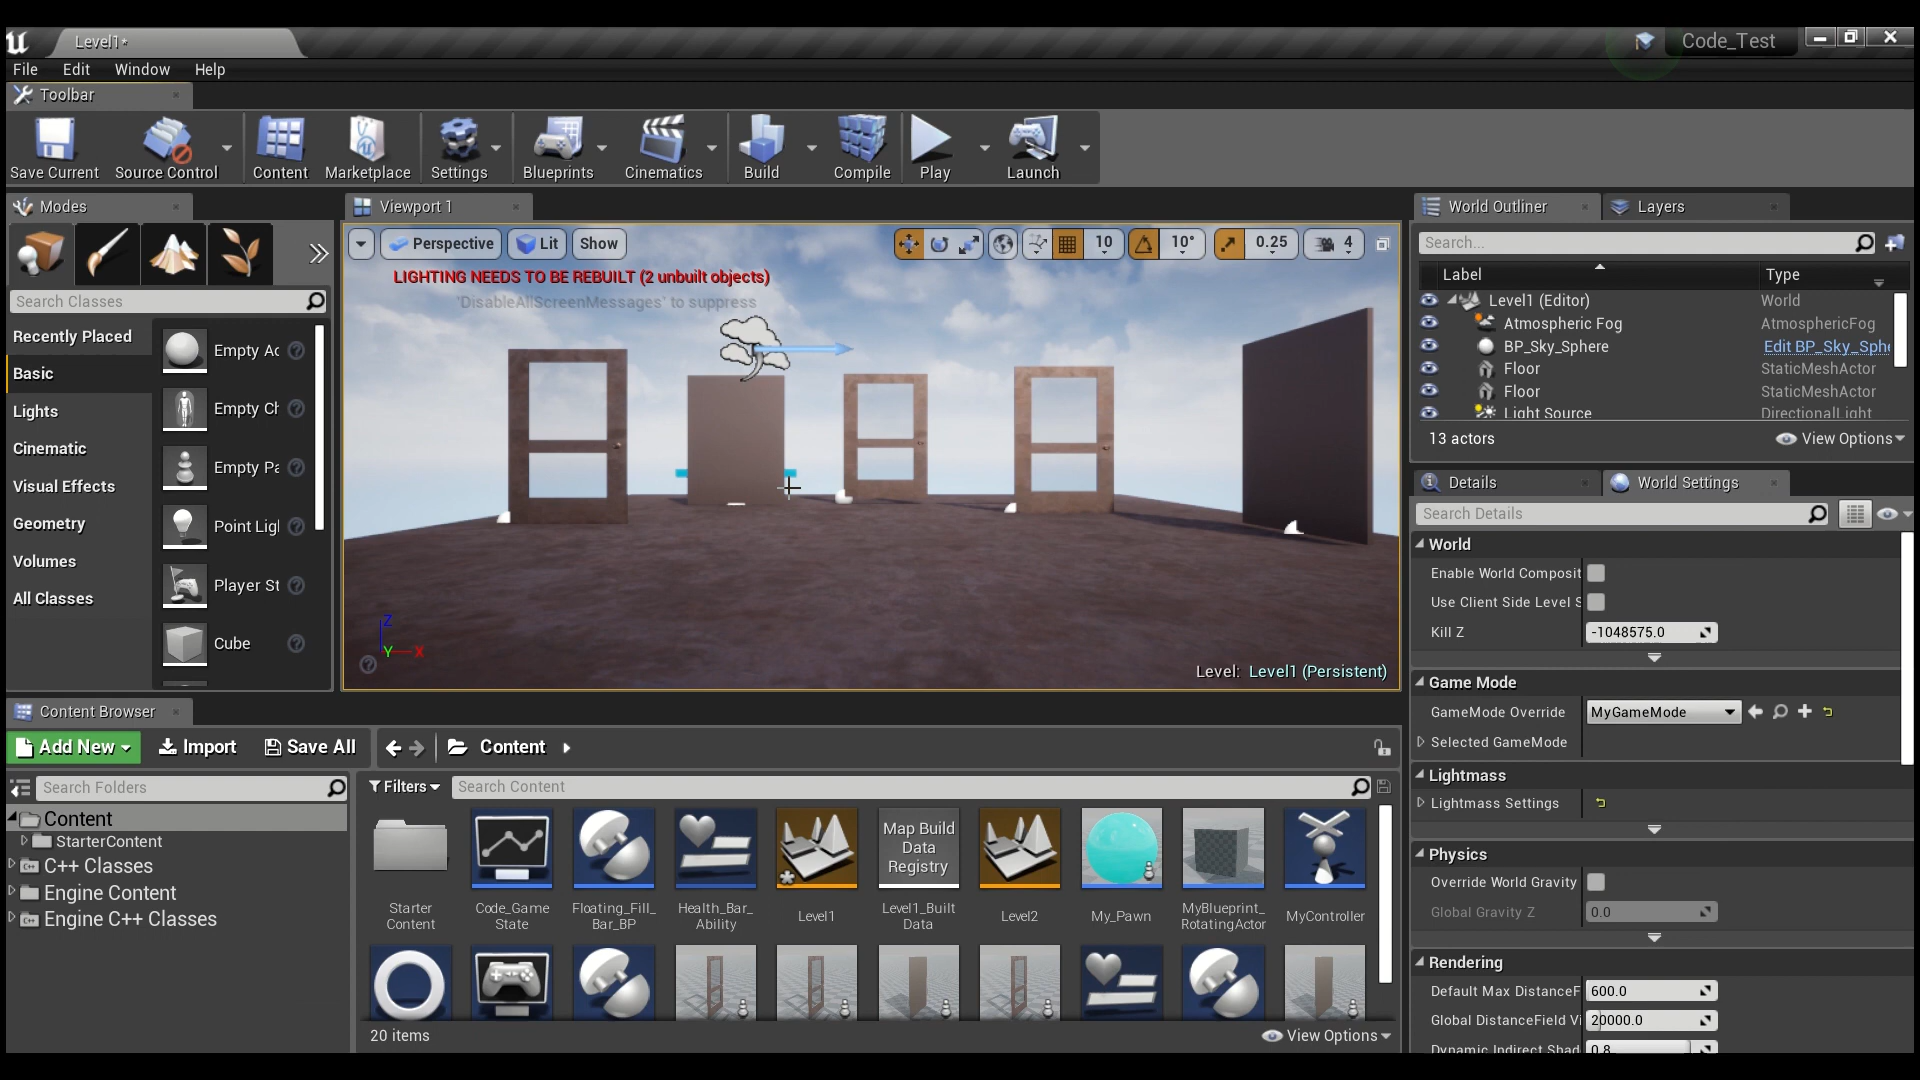 Level1*
Code_Test
File Edit Window Help
Toolbar
Save Current Source Control Content Marketplace Settings Blueprints Cinematics Build Compile Play Launch
Modes
Viewport 1
World Outliner Layers
Perspective Lit Show 10 10° 0.25 4
LIGHTING NEEDS TO BE REBUILT (2 unbuilt objects)
'DisableAllScreenMessages' to suppress
Search Classes
Recently Placed
Basic
Lights
Cinematic
Visual Effects
Geometry
Volumes
All Classes
Empty Ac
Empty Ch
Empty Pa
Point Ligl
Player St
Cube
Z
Y X
Level: Level1 (Persistent)
Search...
Label Type
Level1 (Editor) World
Atmospheric Fog AtmosphericFog
BP_Sky_Sphere Edit BP_Sky_Sphe
Floor StaticMeshActor
Floor StaticMeshActor
Light Source DirectionalLight
13 actors View Options
Details World Settings
Search Details
World
Enable World Composit
Use Client Side Level S
Kill Z -1048575.0
Game Mode
GameMode Override MyGameMode
Selected GameMode
Lightmass
Lightmass Settings
Physics
Override World Gravity
Global Gravity Z 0.0
Rendering
Default Max DistanceF 600.0
Global DistanceField Vi 20000.0
Dynamic Indirect Shad 0.8
Content Browser
Add New Import Save All Content
Search Folders
Filters Search Content
Content
StarterContent
C++ Classes
Engine Content
Engine C++ Classes
Map Build
Data
Registry
Starter
Content
Code_Game
State
Floating_Fill_
Bar_BP
Health_Bar_
Ability
Level1
Level1_Built
Data
Level2
My_Pawn
MyBlueprint_
RotatingActor
MyController
20 items View Options